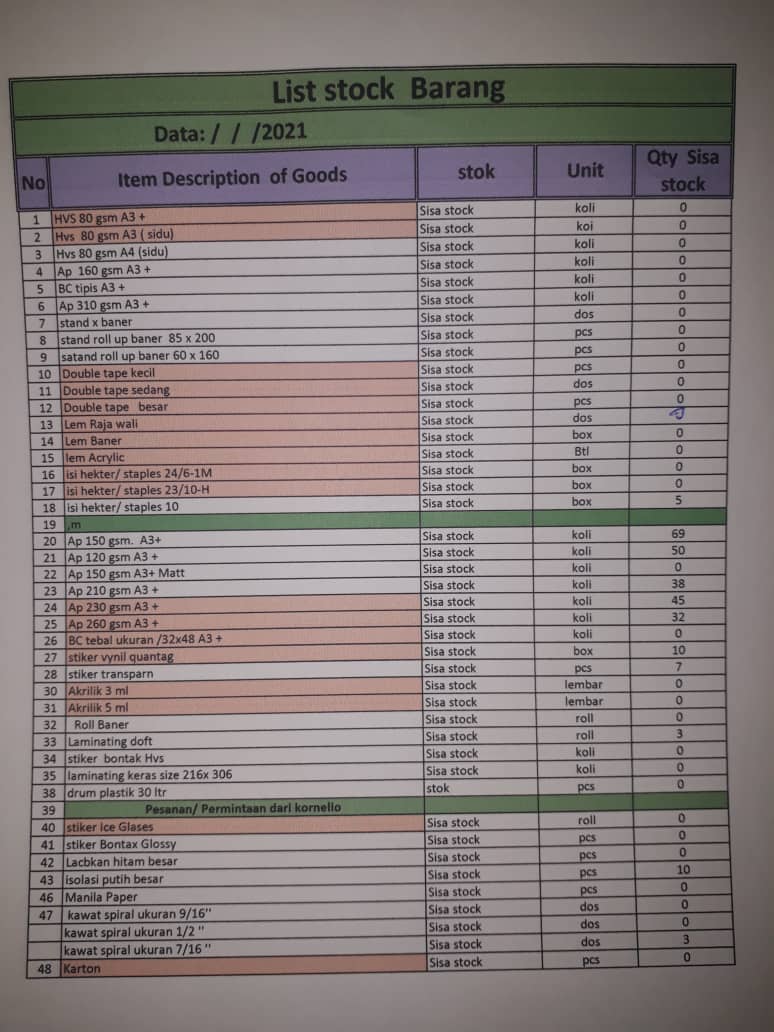 List stock Barang
Data: / / /2021
No Item Description of Goods stok Unit Qty Sisa stock
1 HVS 80 gsm A3 + Sisa stock koli 0
2 Hvs 80 gsm A3 ( sidu) Sisa stock koi 0
3 Hvs 80 gsm A4 (sidu) Sisa stock koli 0
4 Ap 160 gsm A3 + Sisa stock koli 0
5 BC tipis A3 + Sisa stock koli 0
6 Ap 310 gsm A3 + Sisa stock koli 0
7 stand x baner Sisa stock dos 0
8 stand roll up baner 85 x 200 Sisa stock pcs 0
9 satand roll up baner 60 x 160 Sisa stock pcs 0
10 Double tape kecil Sisa stock pcs 0
11 Double tape sedang Sisa stock dos 0
12 Double tape besar Sisa stock pcs 0
13 Lem Raja wali Sisa stock dos
14 Lem Baner Sisa stock box 0
15 lem Acrylic Sisa stock Btl 0
16 isi hekter/ staples 24/6-1M Sisa stock box 0
17 isi hekter/ staples 23/10-H Sisa stock box 0
18 isi hekter/ staples 10 Sisa stock box 5
19 ,m
20 Ap 150 gsm. A3+ Sisa stock koli 69
21 Ap 120 gsm A3 + Sisa stock koli 50
22 Ap 150 gsm A3+ Matt Sisa stock koli 0
23 Ap 210 gsm A3 + Sisa stock koli 38
24 Ap 230 gsm A3 + Sisa stock koli 45
25 Ap 260 gsm A3 + Sisa stock koli 32
26 BC tebal ukuran /32x48 A3 + Sisa stock koli 0
27 stiker vynil quantag Sisa stock box 10
28 stiker transparn Sisa stock pcs 7
30 Akrilik 3 ml Sisa stock lembar 0
31 Akrilik 5 ml Sisa stock lembar 0
32 Roll Baner Sisa stock roll 0
33 Laminating doft Sisa stock roll 3
34 stiker bontak Hvs Sisa stock koli 0
35 laminating keras size 216x 306 Sisa stock koli 0
38 drum plastik 30 ltr stok pcs 0
39 Pesanan/ Permintaan dari kornelio
40 stiker Ice Glases Sisa stock roll 0
41 stiker Bontax Glossy Sisa stock pcs 0
42 Lacbkan hitam besar Sisa stock pcs 0
43 isolasi putih besar Sisa stock pcs 10
46 Manila Paper Sisa stock pcs 0
47 kawat spiral ukuran 9/16" Sisa stock dos 0
kawat spiral ukuran 1/2 " Sisa stock dos 0
kawat spiral ukuran 7/16 " Sisa stock dos 3
48 Karton Sisa stock pcs 0